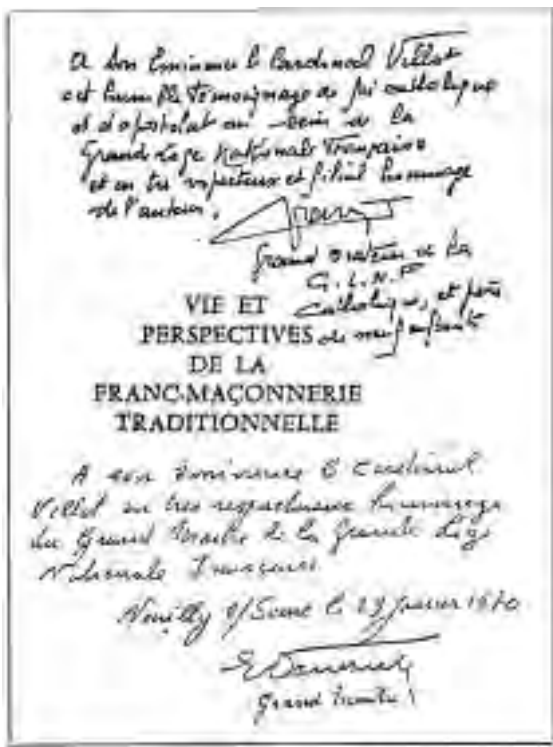 A Son Eminence le Cardinal Villot
cet humble témoignage de foi catholique
et d'apostolat au sein de la
Grande Loge Nationale Française
et en très respectueux et filial hommage
de l'auteur,
Grand Orateur de la
G.L.N.F
Catholique, et père
de neuf enfants
VIE ET
PERSPECTIVES
DE LA
FRANC-MAÇONNERIE
TRADITIONNELLE
A son Eminence le Cardinal
Villot en très respectueux hommage
du Grand Maître de la Grande Loge
Nationale Française
Neuilly s/Seine le 29 janvier 1970
Grand Maître